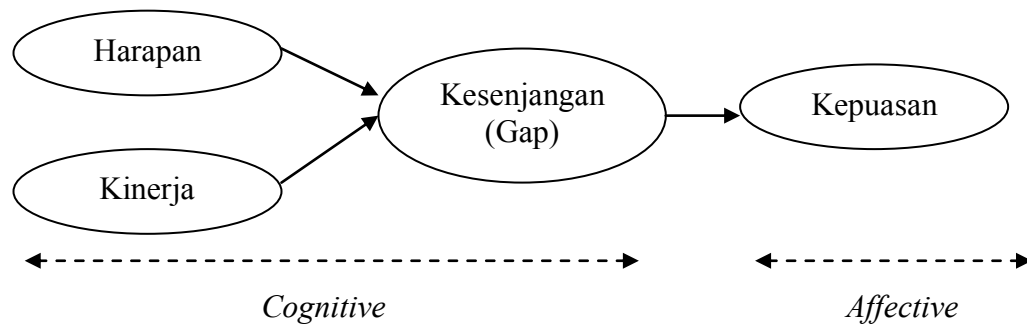 Harapan
Kinerja
Kesenjangan
(Gap)
Kepuasan
Cognitive
Affective